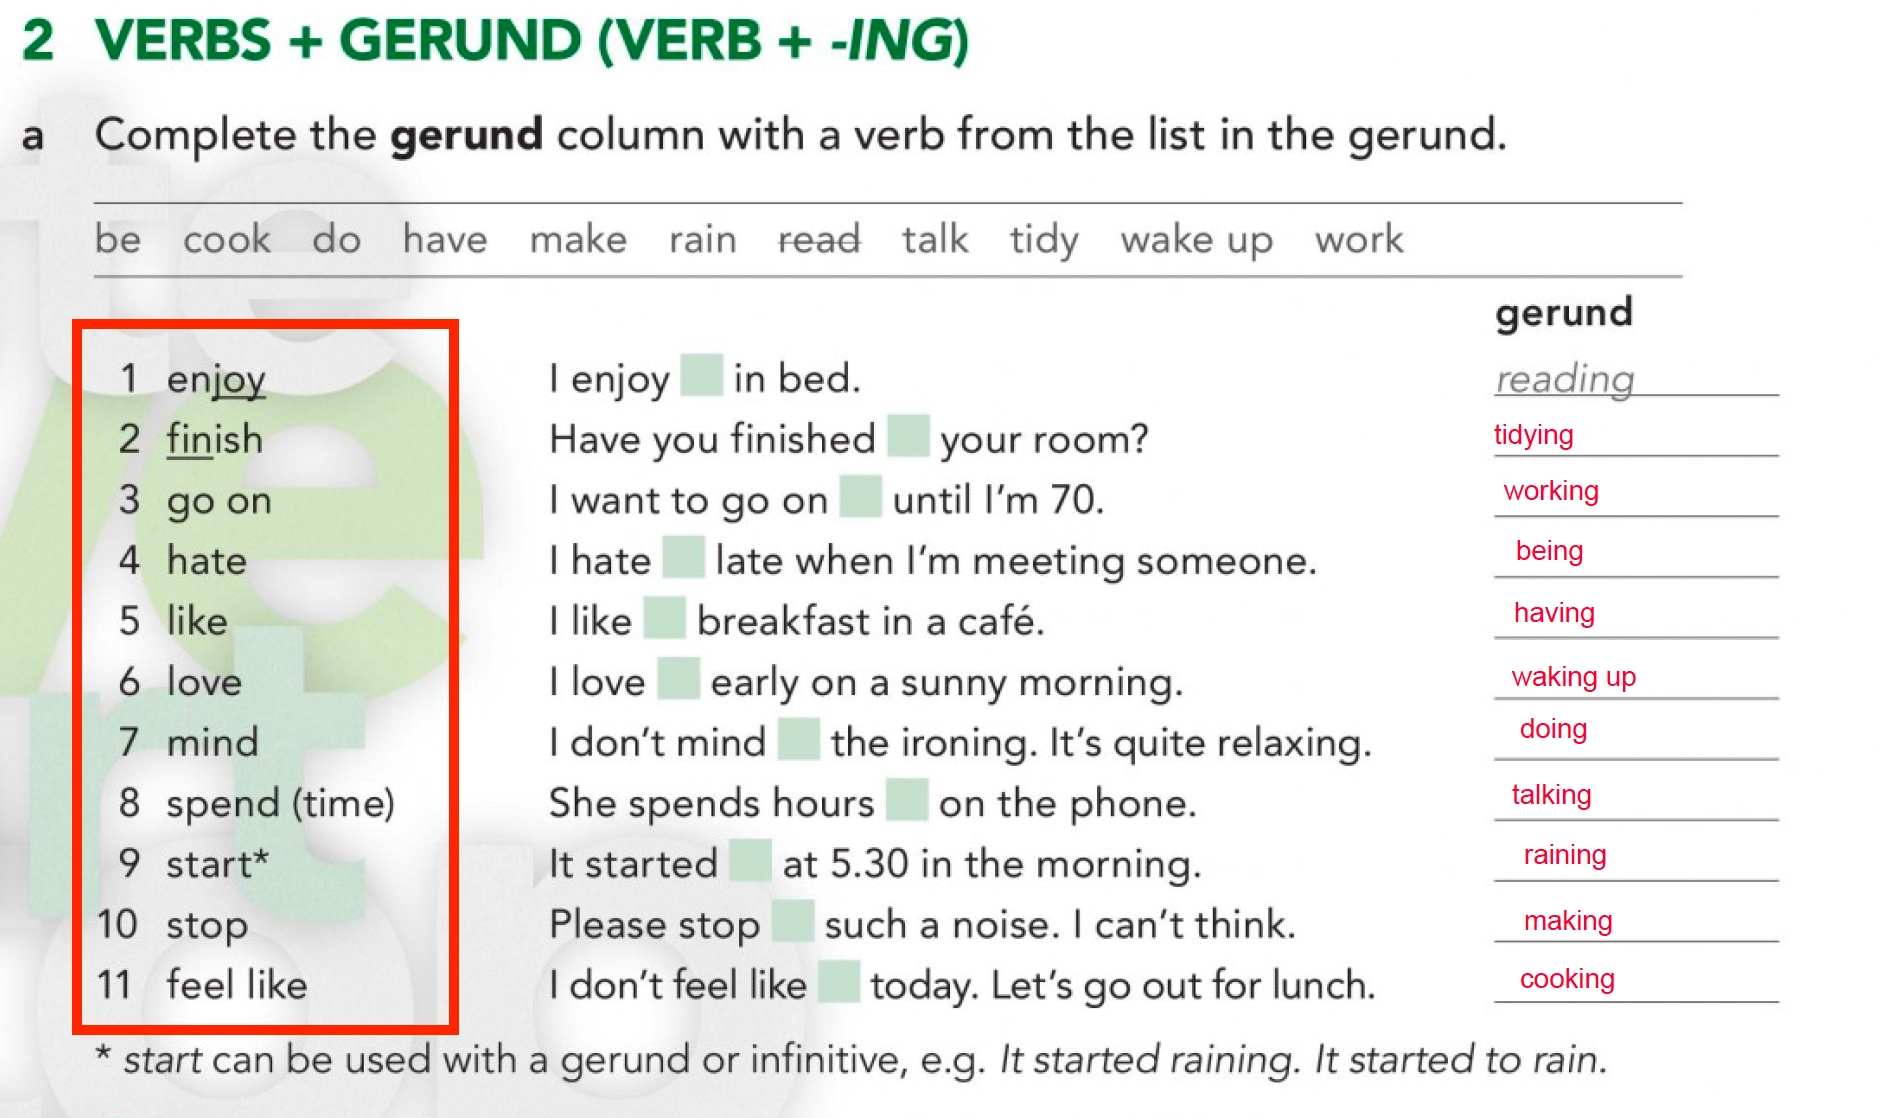 2 VERBS + GERUND (VERB + -ING)
a Complete the gerund column with a verb from the list in the gerund.
be cook do have make rain read talk tidy wake up work
gerund
1 enjoy I enjoy in bed. reading
2 finish Have you finished your room? tidying
3 go on I want to go on until I'm 70. working
4 hate I hate late when I'm meeting someone. being
5 like I like breakfast in a café. having
6 love I love early on a sunny morning. waking up
7 mind I don't mind the ironing. It's quite relaxing. doing
8 spend (time) She spends hours on the phone. talking
9 start* It started at 5.30 in the morning. raining
10 stop Please stop such a noise. I can't think. making
11 feel like I don't feel like today. Let's go out for lunch. cooking
* start can be used with a gerund or infinitive, e.g. It started raining. It started to rain.